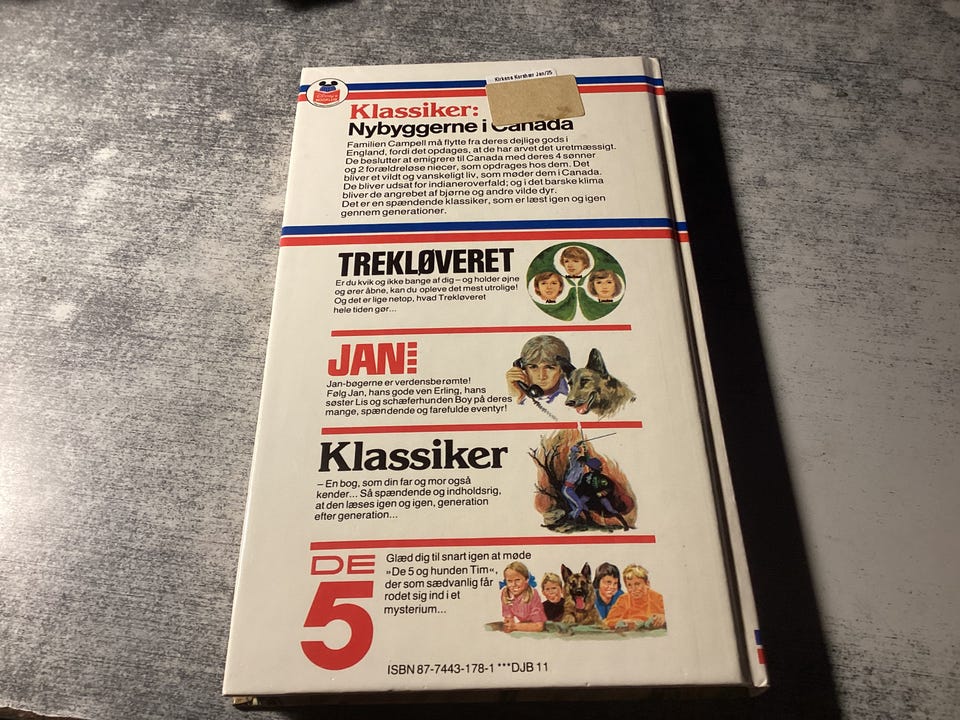 Kirkens Korshær Jan/25
Klassiker:
Nybyggerne i Canada
Familien Campell må flytte fra deres dejlige gods i
England, fordi det opdages, at de har arvet det uretmæssigt.
De beslutter at emigrere til Canada med deres 4 sønner
og 2 forældreløse niecer, som opdrages hos dem. Det
bliver et vildt og vanskeligt liv, som møder dem i Canada.
De bliver udsat for indianeroverfald; og i det barske klima
bliver de angrebet af bjørne og andre vilde dyr.
Det er en spændende klassiker, som er læst igen og igen
gennem generationer.
TREKLØVERET
Er du kvik og ikke bange af dig – og holder øjne
og ører åbne, kan du opleve det mest utrolige!
Og det er lige netop, hvad Trekløveret
hele tiden gør...
JAN
Jan-bøgerne er verdensberømte!
Følg Jan, hans gode ven Erling, hans
søster Lis og schæferhunden Boy på deres
mange, spændende og farefulde eventyr!
Klassiker
– En bog, som din far og mor også
kender... Så spændende og indholdsrig,
at den læses igen og igen, generation
efter generation...
DE
5
Glæd dig til snart igen at møde
»De 5 og hunden Tim«,
der som sædvanlig får
rodet sig ind i et
mysterium...
ISBN 87-7443-178-1 ***DJB 11